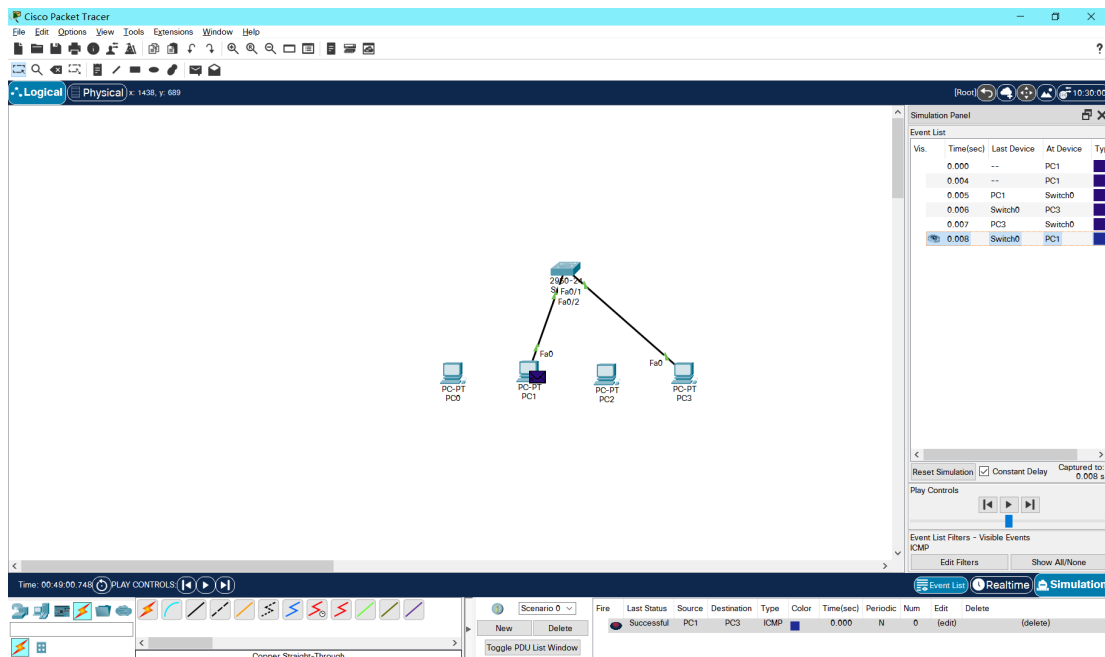 Cisco Packet Tracer
File Edit Options View Tools Extensions Window Help
?
Logical Physical x: 1438, y: 689 [Root] 10:30:00
Simulation Panel
Event List
Vis. Time(sec) Last Device At Device Typ
0.000 -- PC1
0.004 -- PC1
0.005 PC1 Switch0
0.006 Switch0 PC3
0.007 PC3 Switch0
0.008 Switch0 PC1
2950-24
Fa0/1
Fa0/2
Fa0
Fa0
PC-PT
PC0
PC-PT
PC1
PC-PT
PC2
PC-PT
PC3
Reset Simulation Constant Delay Captured to:
0.008 s
Play Controls
Event List Filters - Visible Events
ICMP
Edit Filters Show All/None
Time: 00:49:00.748 PLAY CONTROLS: Event List Realtime Simulation
Scenario 0
New Delete
Toggle PDU List Window
Fire Last Status Source Destination Type Color Time(sec) Periodic Num Edit Delete
Successful PC1 PC3 ICMP 0.000 N 0 (edit) (delete)
Copper Straight-Through